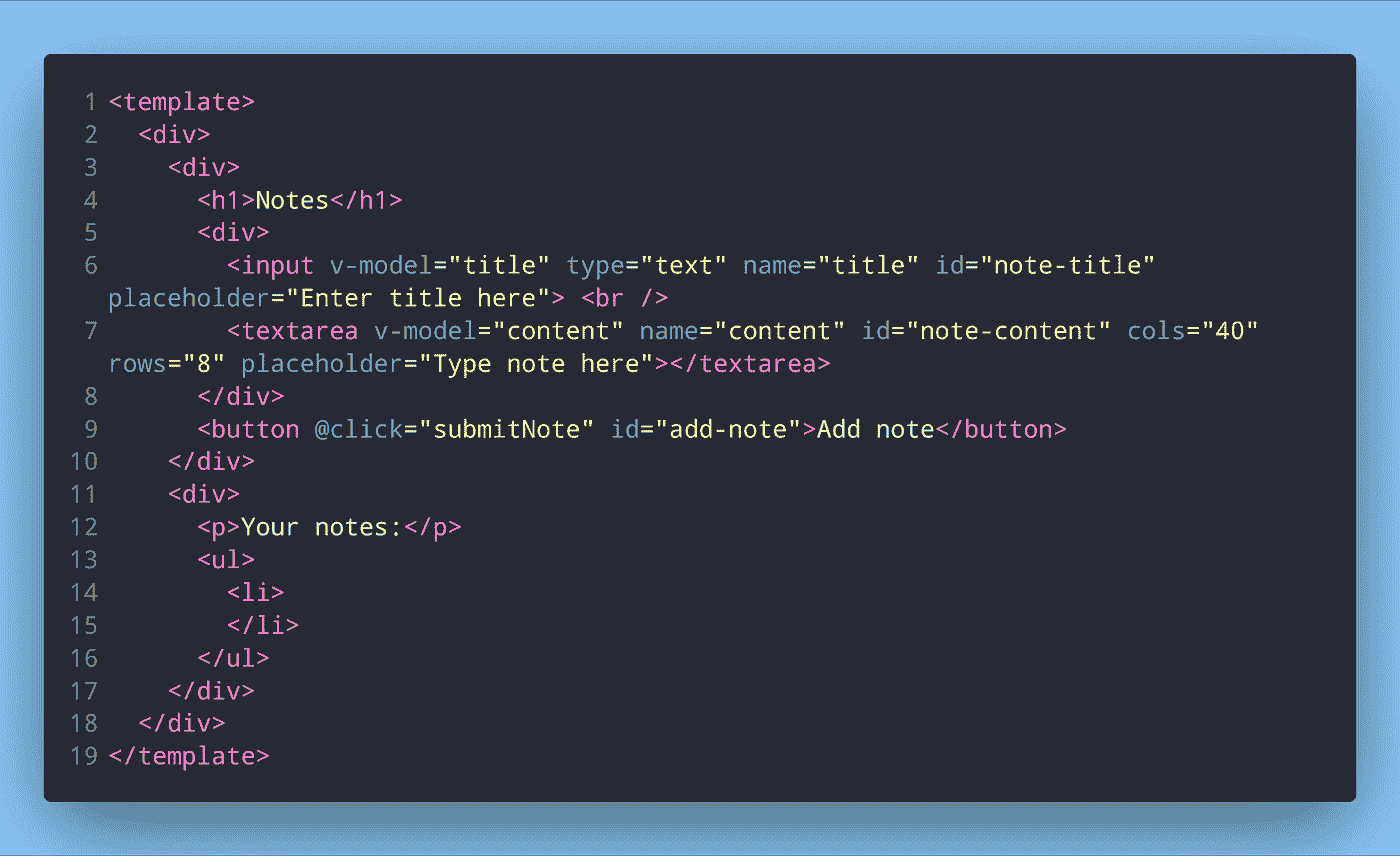 1 <template>
2   <div>
3     <div>
4       <h1>Notes</h1>
5       <div>
6         <input v-model="title" type="text" name="title" id="note-title"
placeholder="Enter title here"> <br />
7         <textarea v-model="content" name="content" id="note-content" cols="40"
rows="8" placeholder="Type note here"></textarea>
8       </div>
9       <button @click="submitNote" id="add-note">Add note</button>
10     </div>
11     <div>
12       <p>Your notes:</p>
13       <ul>
14         <li>
15         </li>
16       </ul>
17     </div>
18   </div>
19 </template>